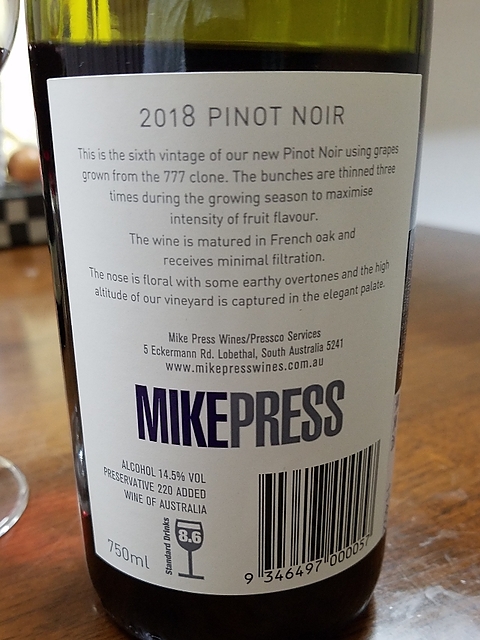 2018 PINOT NOIR
This is the sixth vintage of our new Pinot Noir using grapes
grown from the 777 clone. The bunches are thinned three
times during the growing season to maximise
intensity of fruit flavour.
The wine is matured in French oak and
receives minimal filtration.
The nose is floral with some earthy overtones and the high
altitude of our vineyard is captured in the elegant palate.
Mike Press Wines/Pressco Services
5 Eckermann Rd. Lobethal, South Australia 5241
www.mikepresswines.com.au
MIKEPRESS
ALCOHOL 14.5% VOL
PRESERVATIVE 220 ADDED
WINE OF AUSTRALIA
750ml
Standard Drinks
8.6
9 346497 000057